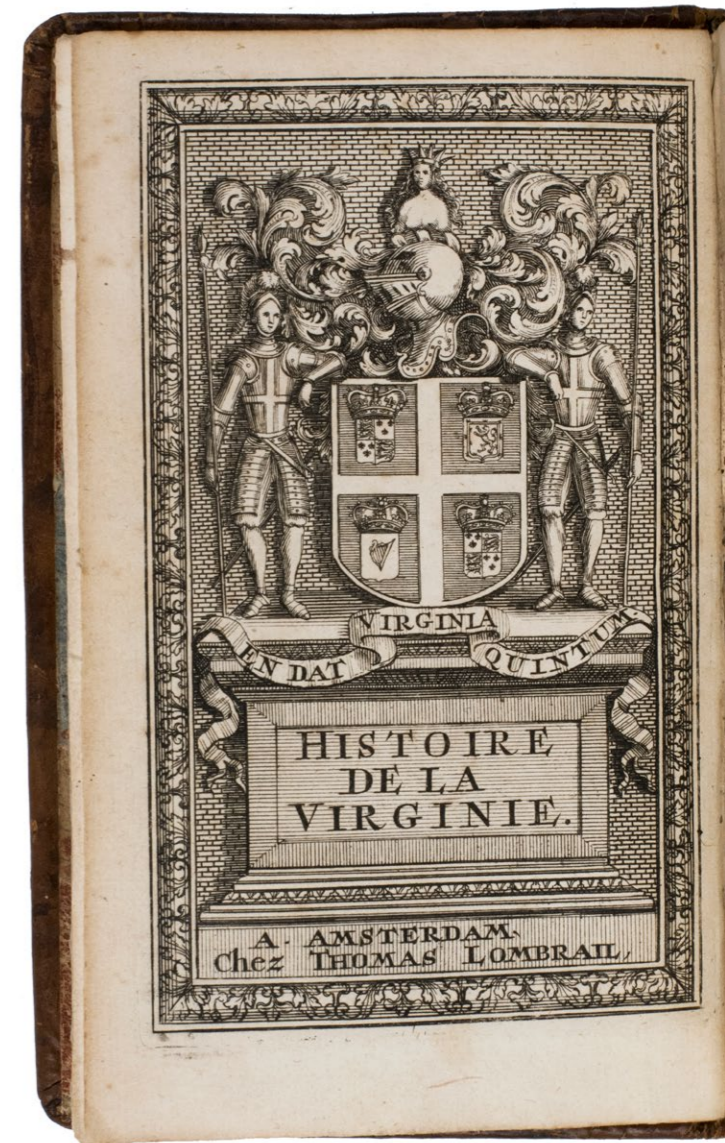 EN DAT VIRGINIA QUINTUM.
HISTOIRE
DE LA
VIRGINIE.
A. AMSTERDAM
Chez THOMAS LOMBRAIL,